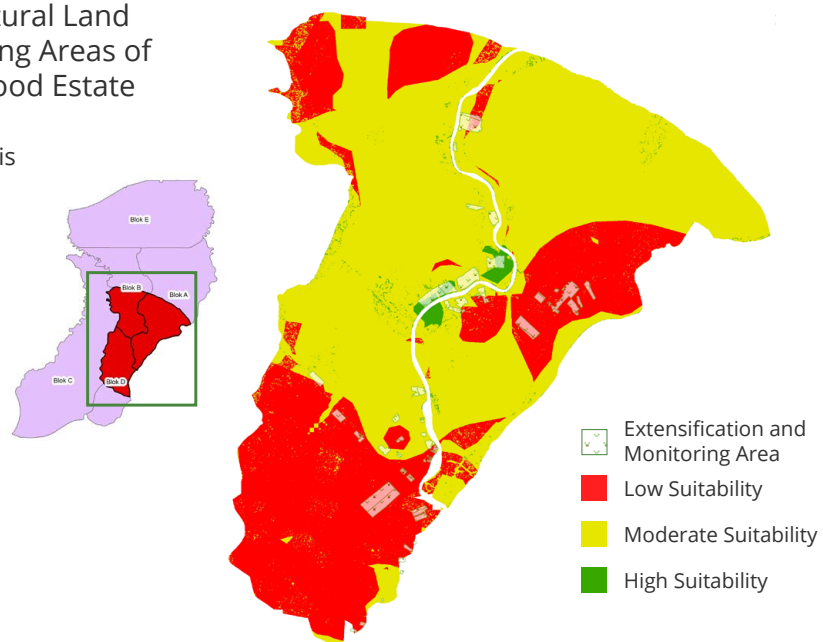 tural Land
ng Areas of
ood Estate
is
Blok E
Blok B
Blok A
Blok C
Blok D
Extensification and
Monitoring Area
Low Suitability
Moderate Suitability
High Suitability